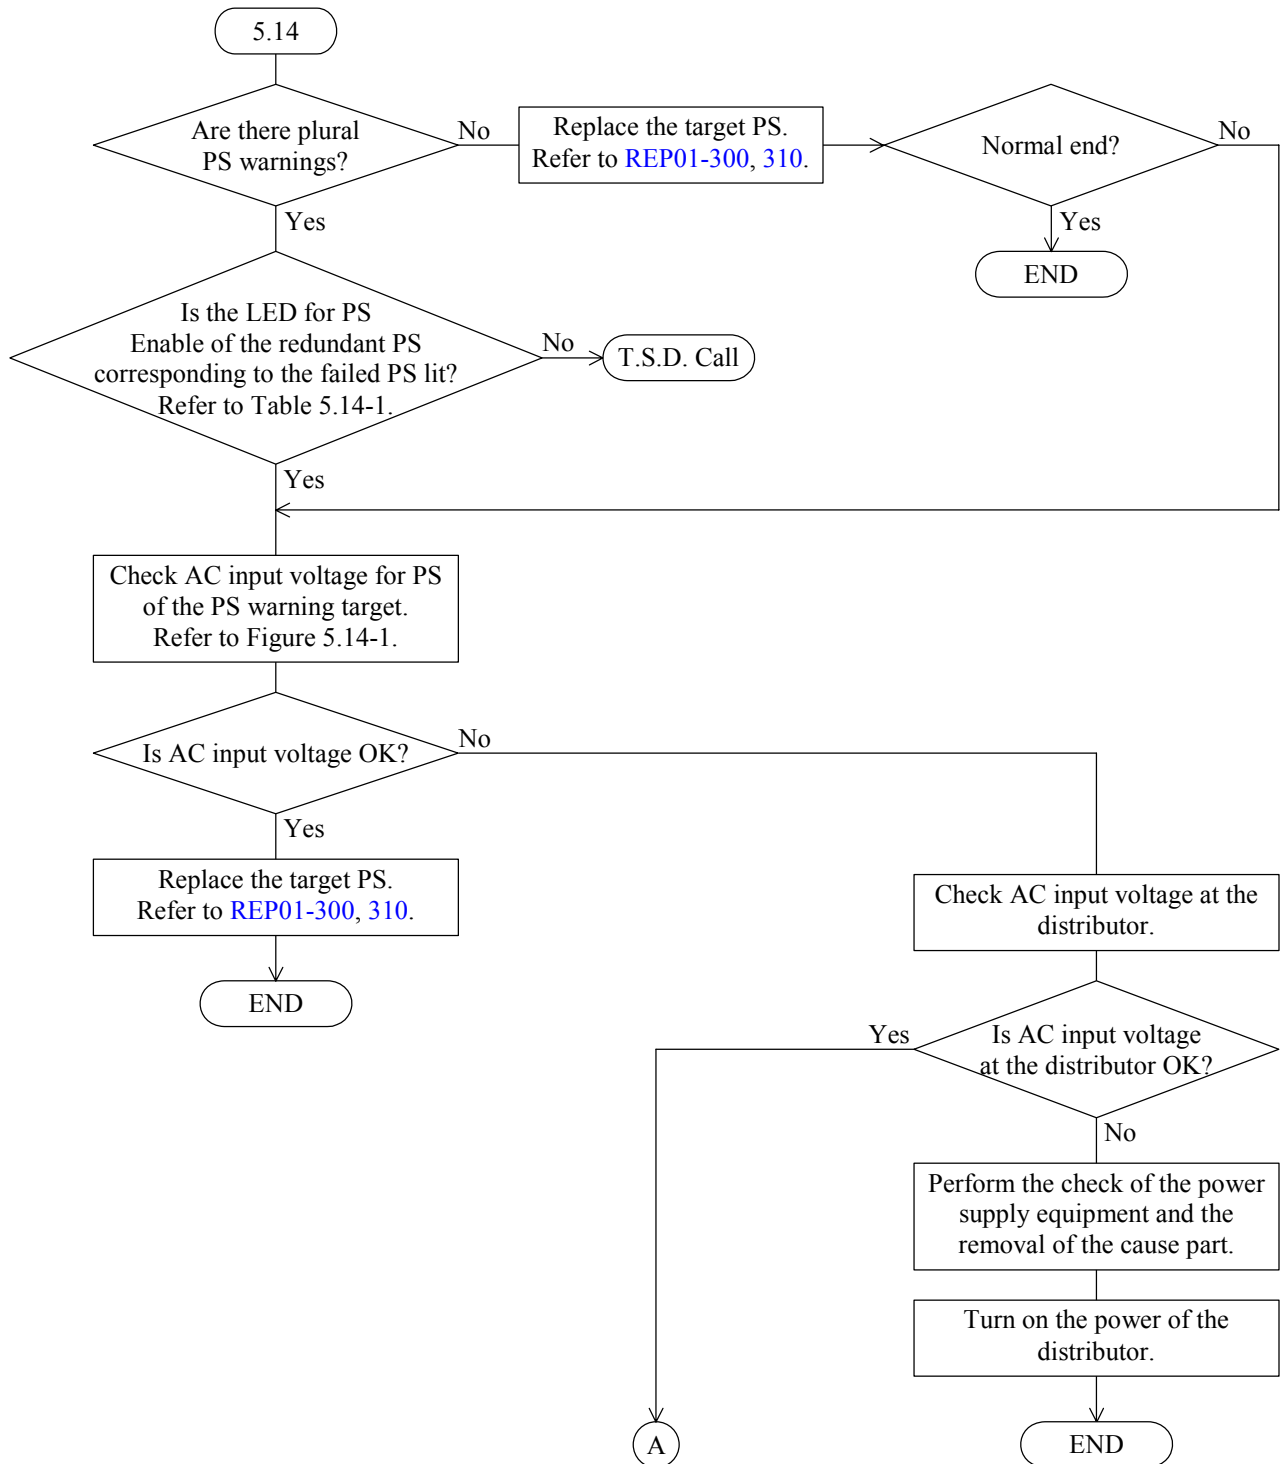 5.14
Are there plural
PS warnings?
No
Replace the target PS.
Refer to REP01-300, 310.
Normal end?
No
Yes
END
Yes
Is the LED for PS
Enable of the redundant PS
corresponding to the failed PS lit?
Refer to Table 5.14-1.
No
T.S.D. Call
Yes
Check AC input voltage for PS
of the PS warning target.
Refer to Figure 5.14-1.
Is AC input voltage OK?
No
Yes
Replace the target PS.
Refer to REP01-300, 310.
END
Check AC input voltage at the
distributor.
Is AC input voltage
at the distributor OK?
Yes
No
Perform the check of the power
supply equipment and the
removal of the cause part.
Turn on the power of the
distributor.
A
END